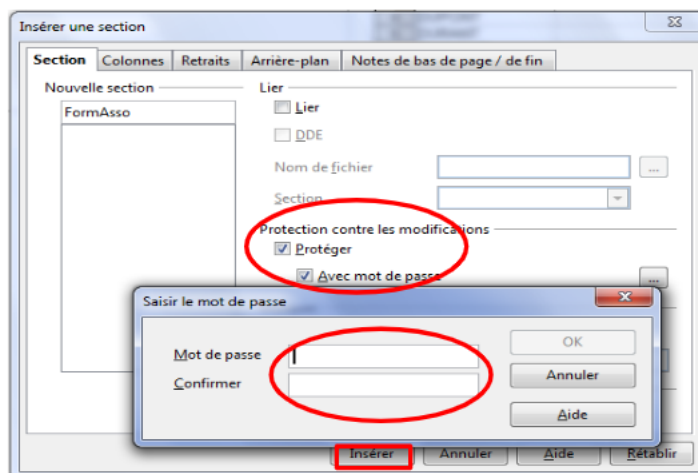 Insérer une section
Section Colonnes Retraits Arrière-plan Notes de bas de page / de fin
Nouvelle section
FormAsso
Lier
Lier
DDE
Nom de fichier ...
Section
Protection contre les modifications
Protéger
Avec mot de passe ...
Saisir le mot de passe
Mot de passe
Confirmer
OK
Annuler
Aide
Insérer Annuler Aide Rétablir